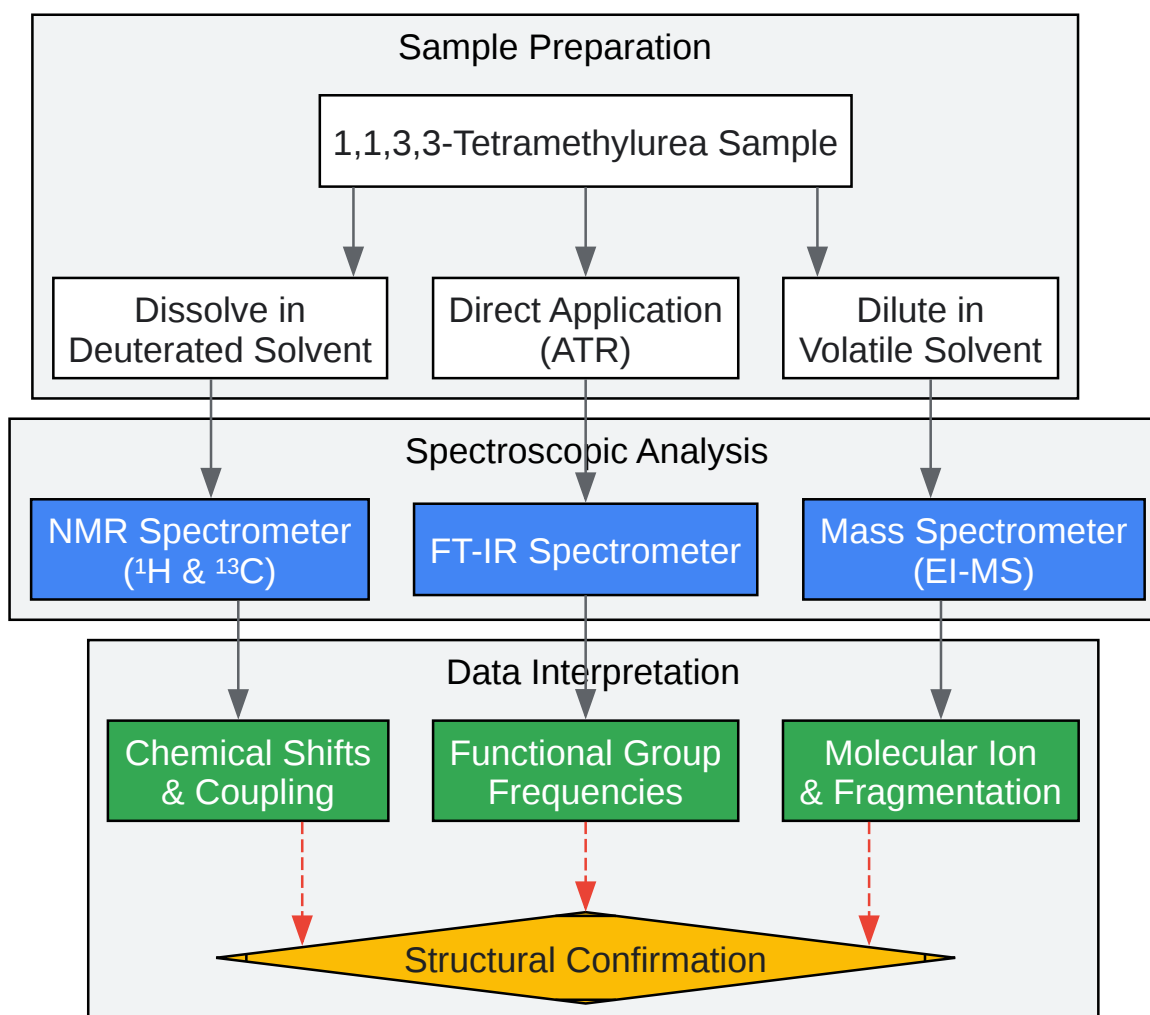 Sample Preparation
1,1,3,3-Tetramethylurea Sample
Dissolve in
Deuterated Solvent
Direct Application
(ATR)
Dilute in
Volatile Solvent
Spectroscopic Analysis
NMR Spectrometer
(¹H & ¹³C)
FT-IR Spectrometer
Mass Spectrometer
(EI-MS)
Data Interpretation
Chemical Shifts
& Coupling
Functional Group
Frequencies
Molecular Ion
& Fragmentation
Structural Confirmation